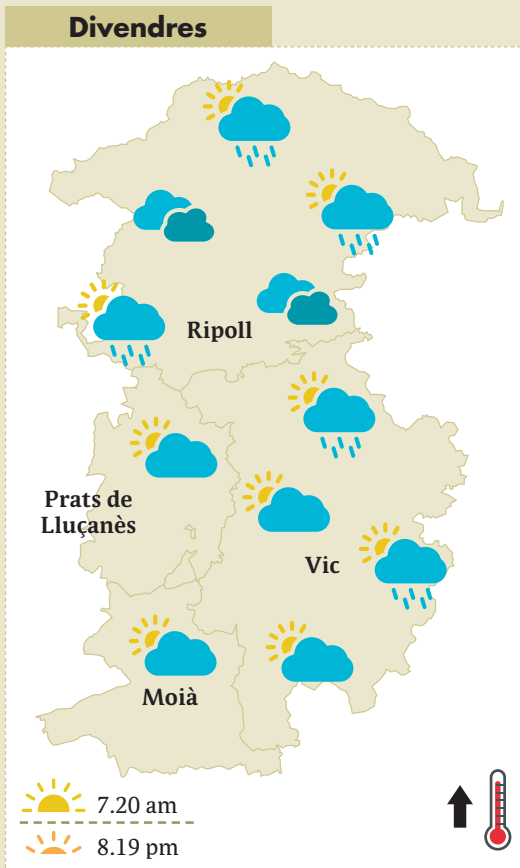 Divendres
Ripoll
Prats de
Lluçanès
Vic
Moià
7.20 am
8.19 pm